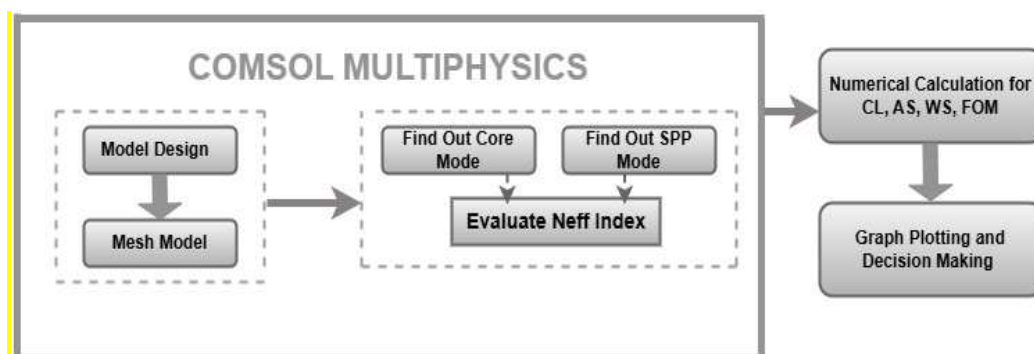 COMSOL MULTIPHYSICS
Model Design
Mesh Model
Find Out Core
Mode
Find Out SPP
Mode
Evaluate Neff Index
Numerical Calculation for
CL, AS, WS, FOM
Graph Plotting and
Decision Making